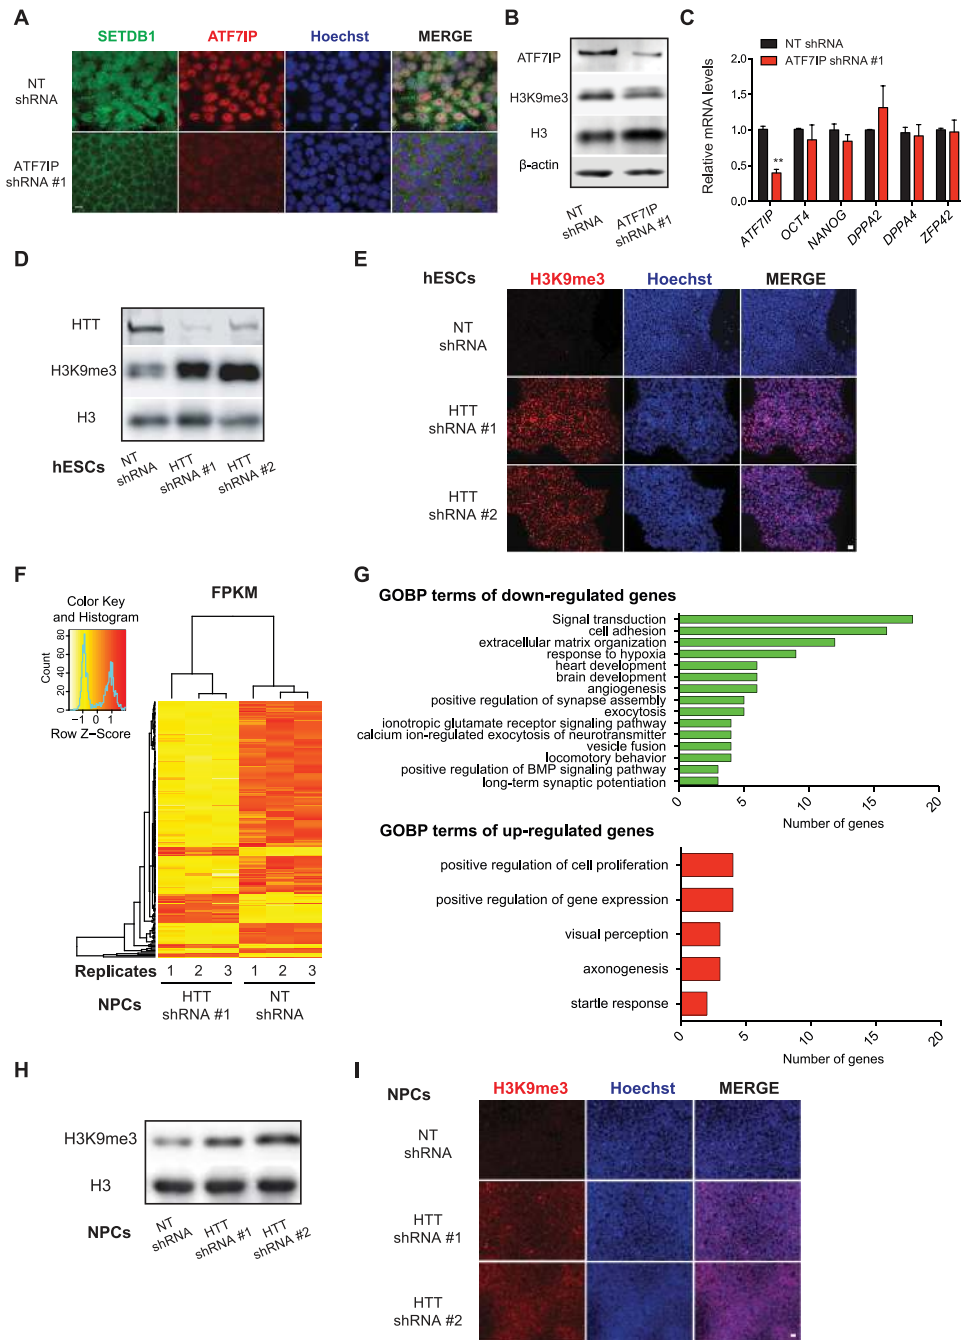 A
SETDB1 ATF7IP Hoechst MERGE
NT
shRNA
ATF7IP
shRNA #1
B
ATF7IP
H3K9me3
H3
β-actin
NT
shRNA
ATF7IP
shRNA #1
C
NT shRNA
ATF7IP shRNA #1
Relative mRNA levels
2.0
1.5
1.0
0.5
0.0
**
ATF7IP
OCT4
NANOG
DPPA2
DPPA4
ZFP42
D
HTT
H3K9me3
H3
hESCs
NT
shRNA
HTT
shRNA #1
HTT
shRNA #2
E
hESCs
H3K9me3 Hoechst MERGE
NT
shRNA
HTT
shRNA #1
HTT
shRNA #2
F
Color Key
and Histogram
Count
80
60
40
20
0
−1 0 1
Row Z−Score
FPKM
Replicates 1 2 3 1 2 3
NPCs
HTT
shRNA #1
NT
shRNA
G
GOBP terms of down-regulated genes
Signal transduction
cell adhesion
extracellular matrix organization
response to hypoxia
heart development
brain development
angiogenesis
positive regulation of synapse assembly
exocytosis
ionotropic glutamate receptor signaling pathway
calcium ion-regulated exocytosis of neurotransmitter
vesicle fusion
locomotory behavior
positive regulation of BMP signaling pathway
long-term synaptic potentiation
0 5 10 15 20
Number of genes
GOBP terms of up-regulated genes
positive regulation of cell proliferation
positive regulation of gene expression
visual perception
axonogenesis
startle response
0 5 10 15 20
Number of genes
H
H3K9me3
H3
NPCs
NT
shRNA
HTT
shRNA #1
HTT
shRNA #2
I
NPCs
H3K9me3 Hoechst MERGE
NT
shRNA
HTT
shRNA #1
HTT
shRNA #2